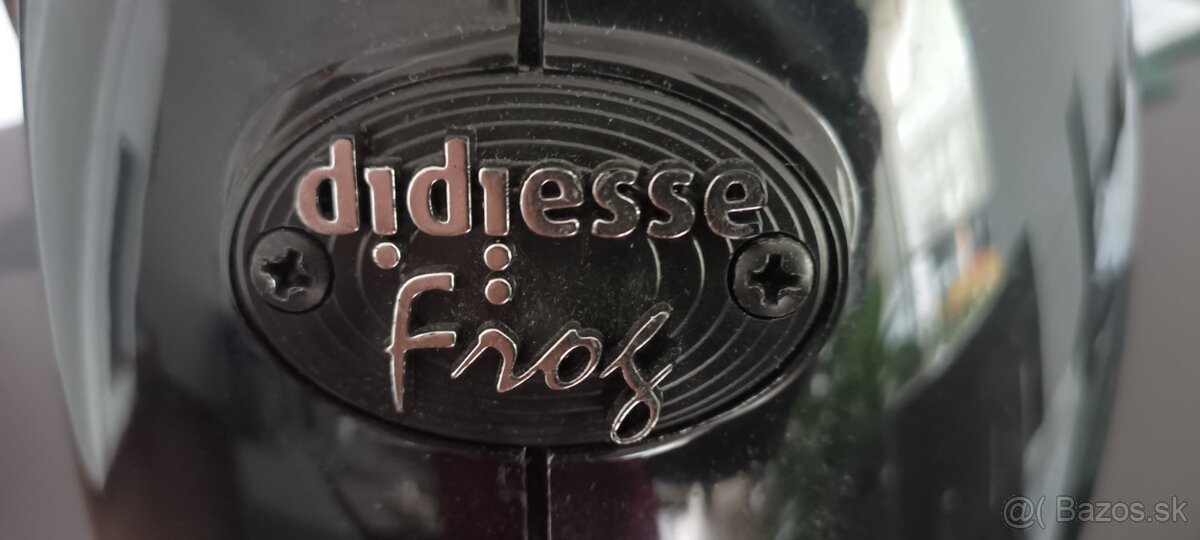 didiesse
frog
@( Bazos.sk